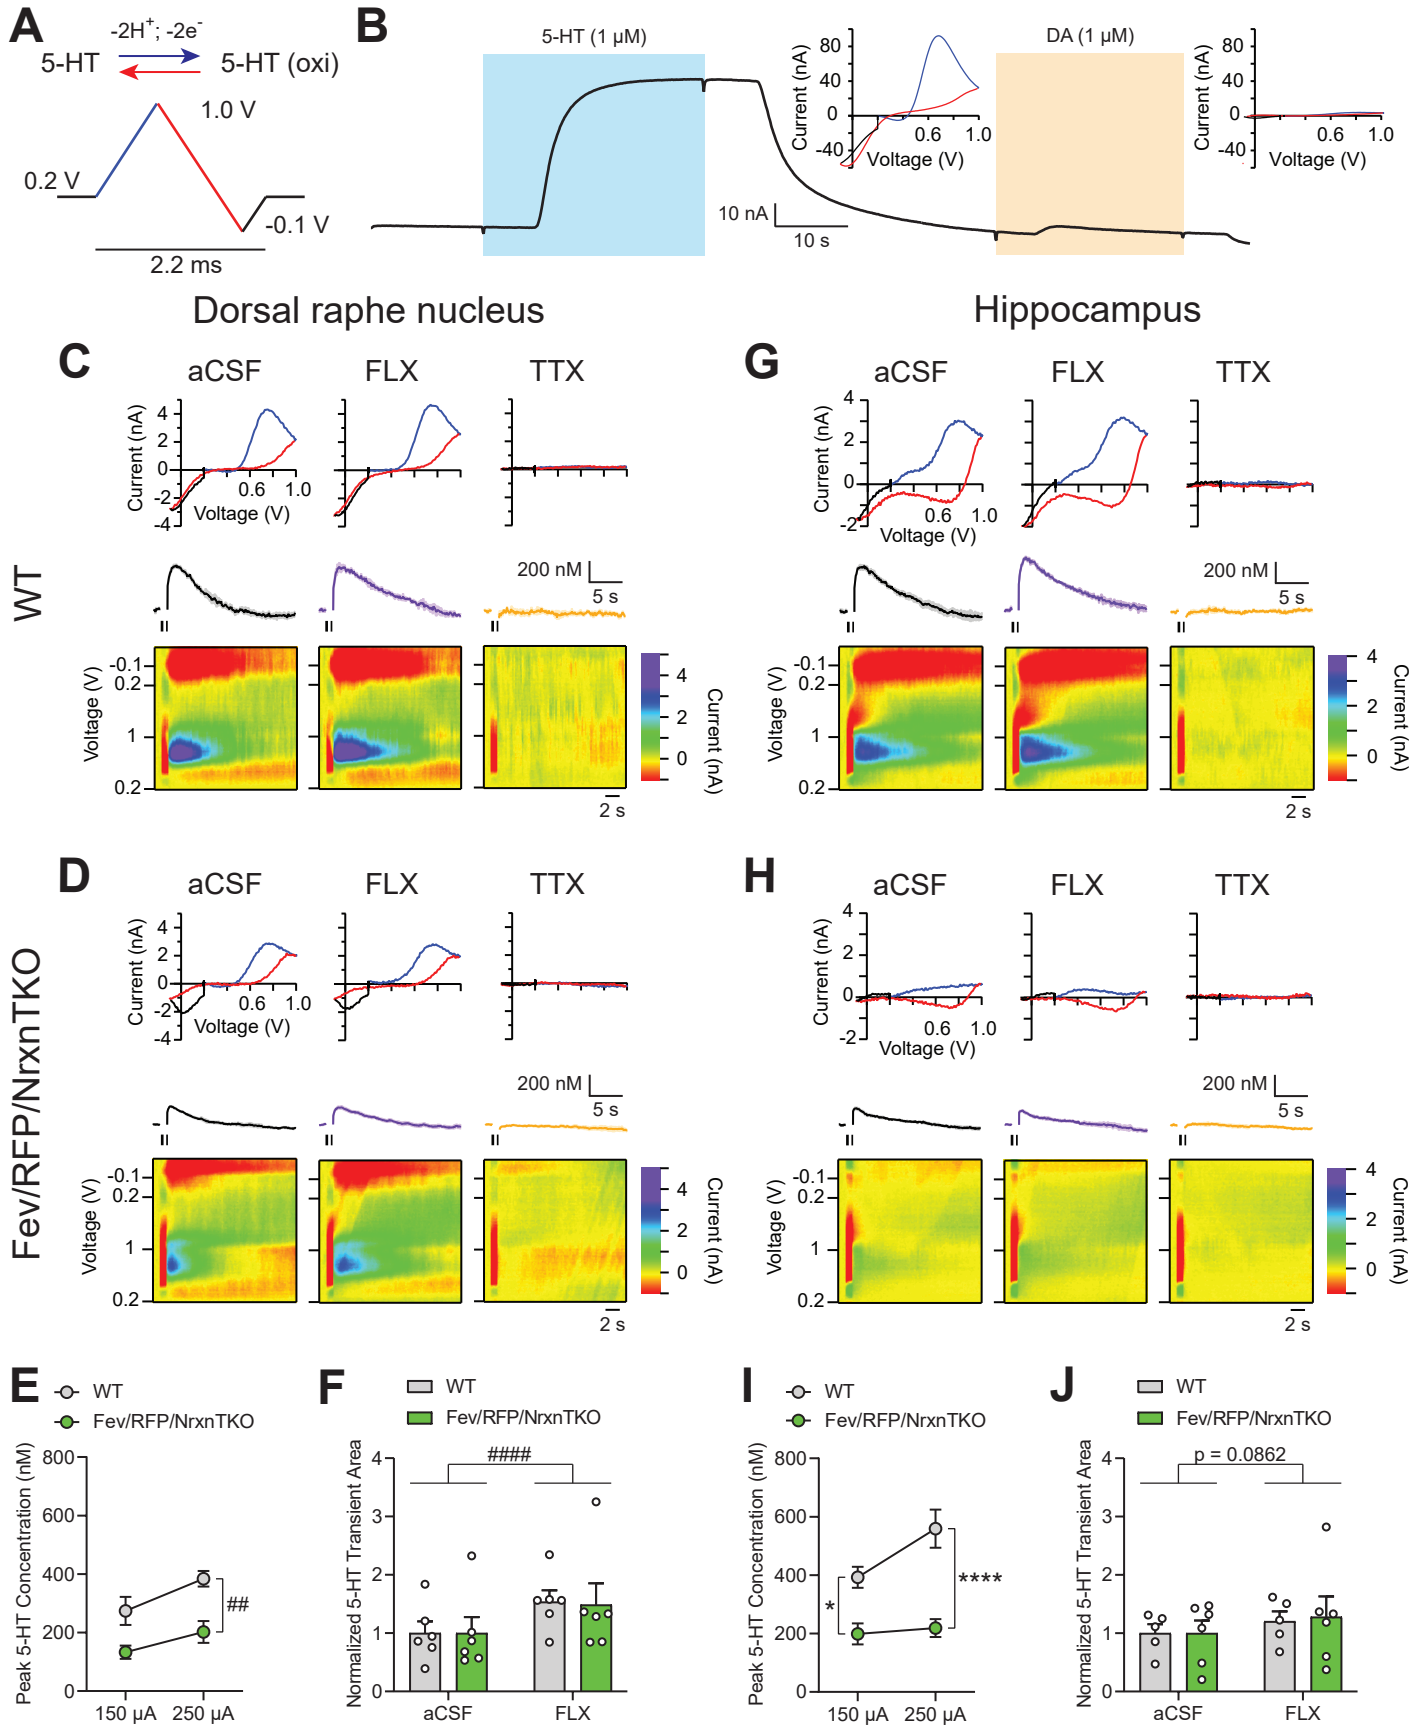 A
-2H+; -2e-
5-HT
5-HT (oxi)
1.0 V
0.2 V
-0.1 V
2.2 ms
B
5-HT (1 µM)
DA (1 µM)
10 nA
10 s
Current (nA)
80
40
0
-40
0.6
1.0
Voltage (V)
Current (nA)
80
40
0
-40
0.6
1.0
Voltage (V)
Dorsal raphe nucleus
Hippocampus
WT
C
aCSF
FLX
TTX
Current (nA)
4
2
0
-2
-4
0.6
1.0
Voltage (V)
200 nM
5 s
Voltage (V)
-0.1
0.2
1
0.2
4
2
0
Current (nA)
2 s
G
aCSF
FLX
TTX
Current (nA)
4
2
0
-2
0.6
1.0
Voltage (V)
200 nM
5 s
Voltage (V)
-0.1
0.2
1
0.2
4
2
0
Current (nA)
2 s
Fev/RFP/NrxnTKO
D
aCSF
FLX
TTX
Current (nA)
4
2
0
-2
-4
0.6
1.0
Voltage (V)
200 nM
5 s
Voltage (V)
-0.1
0.2
1
0.2
4
2
0
Current (nA)
2 s
H
aCSF
FLX
TTX
Current (nA)
4
2
0
-2
0.6
1.0
Voltage (V)
200 nM
5 s
Voltage (V)
-0.1
0.2
1
0.2
4
2
0
Current (nA)
2 s
E
WT
Fev/RFP/NrxnTKO
Peak 5-HT Concentration (nM)
800
600
400
200
0
##
150 µA
250 µA
F
WT
Fev/RFP/NrxnTKO
Normalized 5-HT Transient Area
4
3
2
1
0
####
aCSF
FLX
I
WT
Fev/RFP/NrxnTKO
Peak 5-HT Concentration (nM)
800
600
400
200
0
*
****
150 µA
250 µA
J
WT
Fev/RFP/NrxnTKO
Normalized 5-HT Transient Area
4
3
2
1
0
p = 0.0862
aCSF
FLX